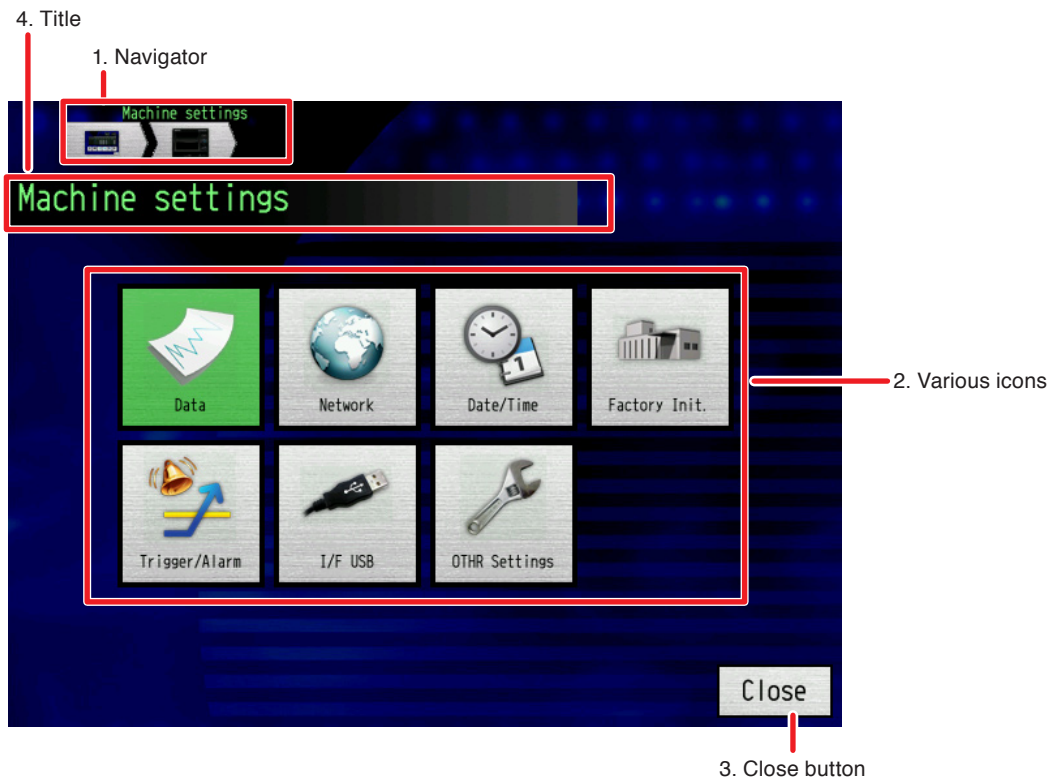 4. Title
1. Navigator
Machine settings
Machine settings
Data
Network
Date/Time
Factory Init.
2. Various icons
Trigger/Alarm
I/F USB
OTHR Settings
Close
3. Close button